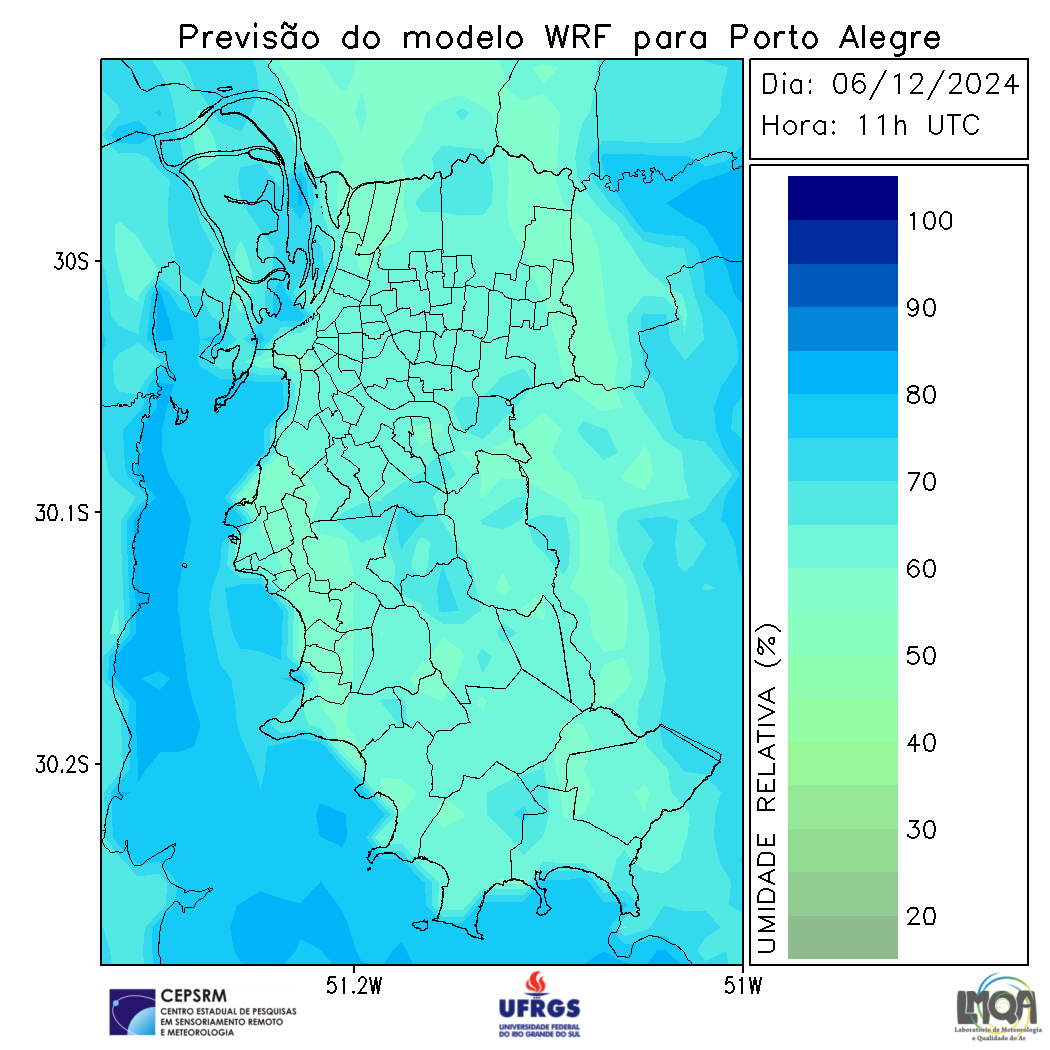 Previsão do modelo WRF para Porto Alegre
Dia: 06/12/2024
Hora: 11h UTC
100
90
80
70
60
50
40
30
20
UMIDADE RELATIVA (%)
30S
30.1S
30.2S
51.2W
51W
CEPSRM
CENTRO ESTADUAL DE PESQUISAS
EM SENSORIAMENTO REMOTO
E METEOROLOGIA
UFRGS
UNIVERSIDADE FEDERAL
DO RIO GRANDE DO SUL
LMQA
Laboratório de Meteorologia
e Qualidade do Ar